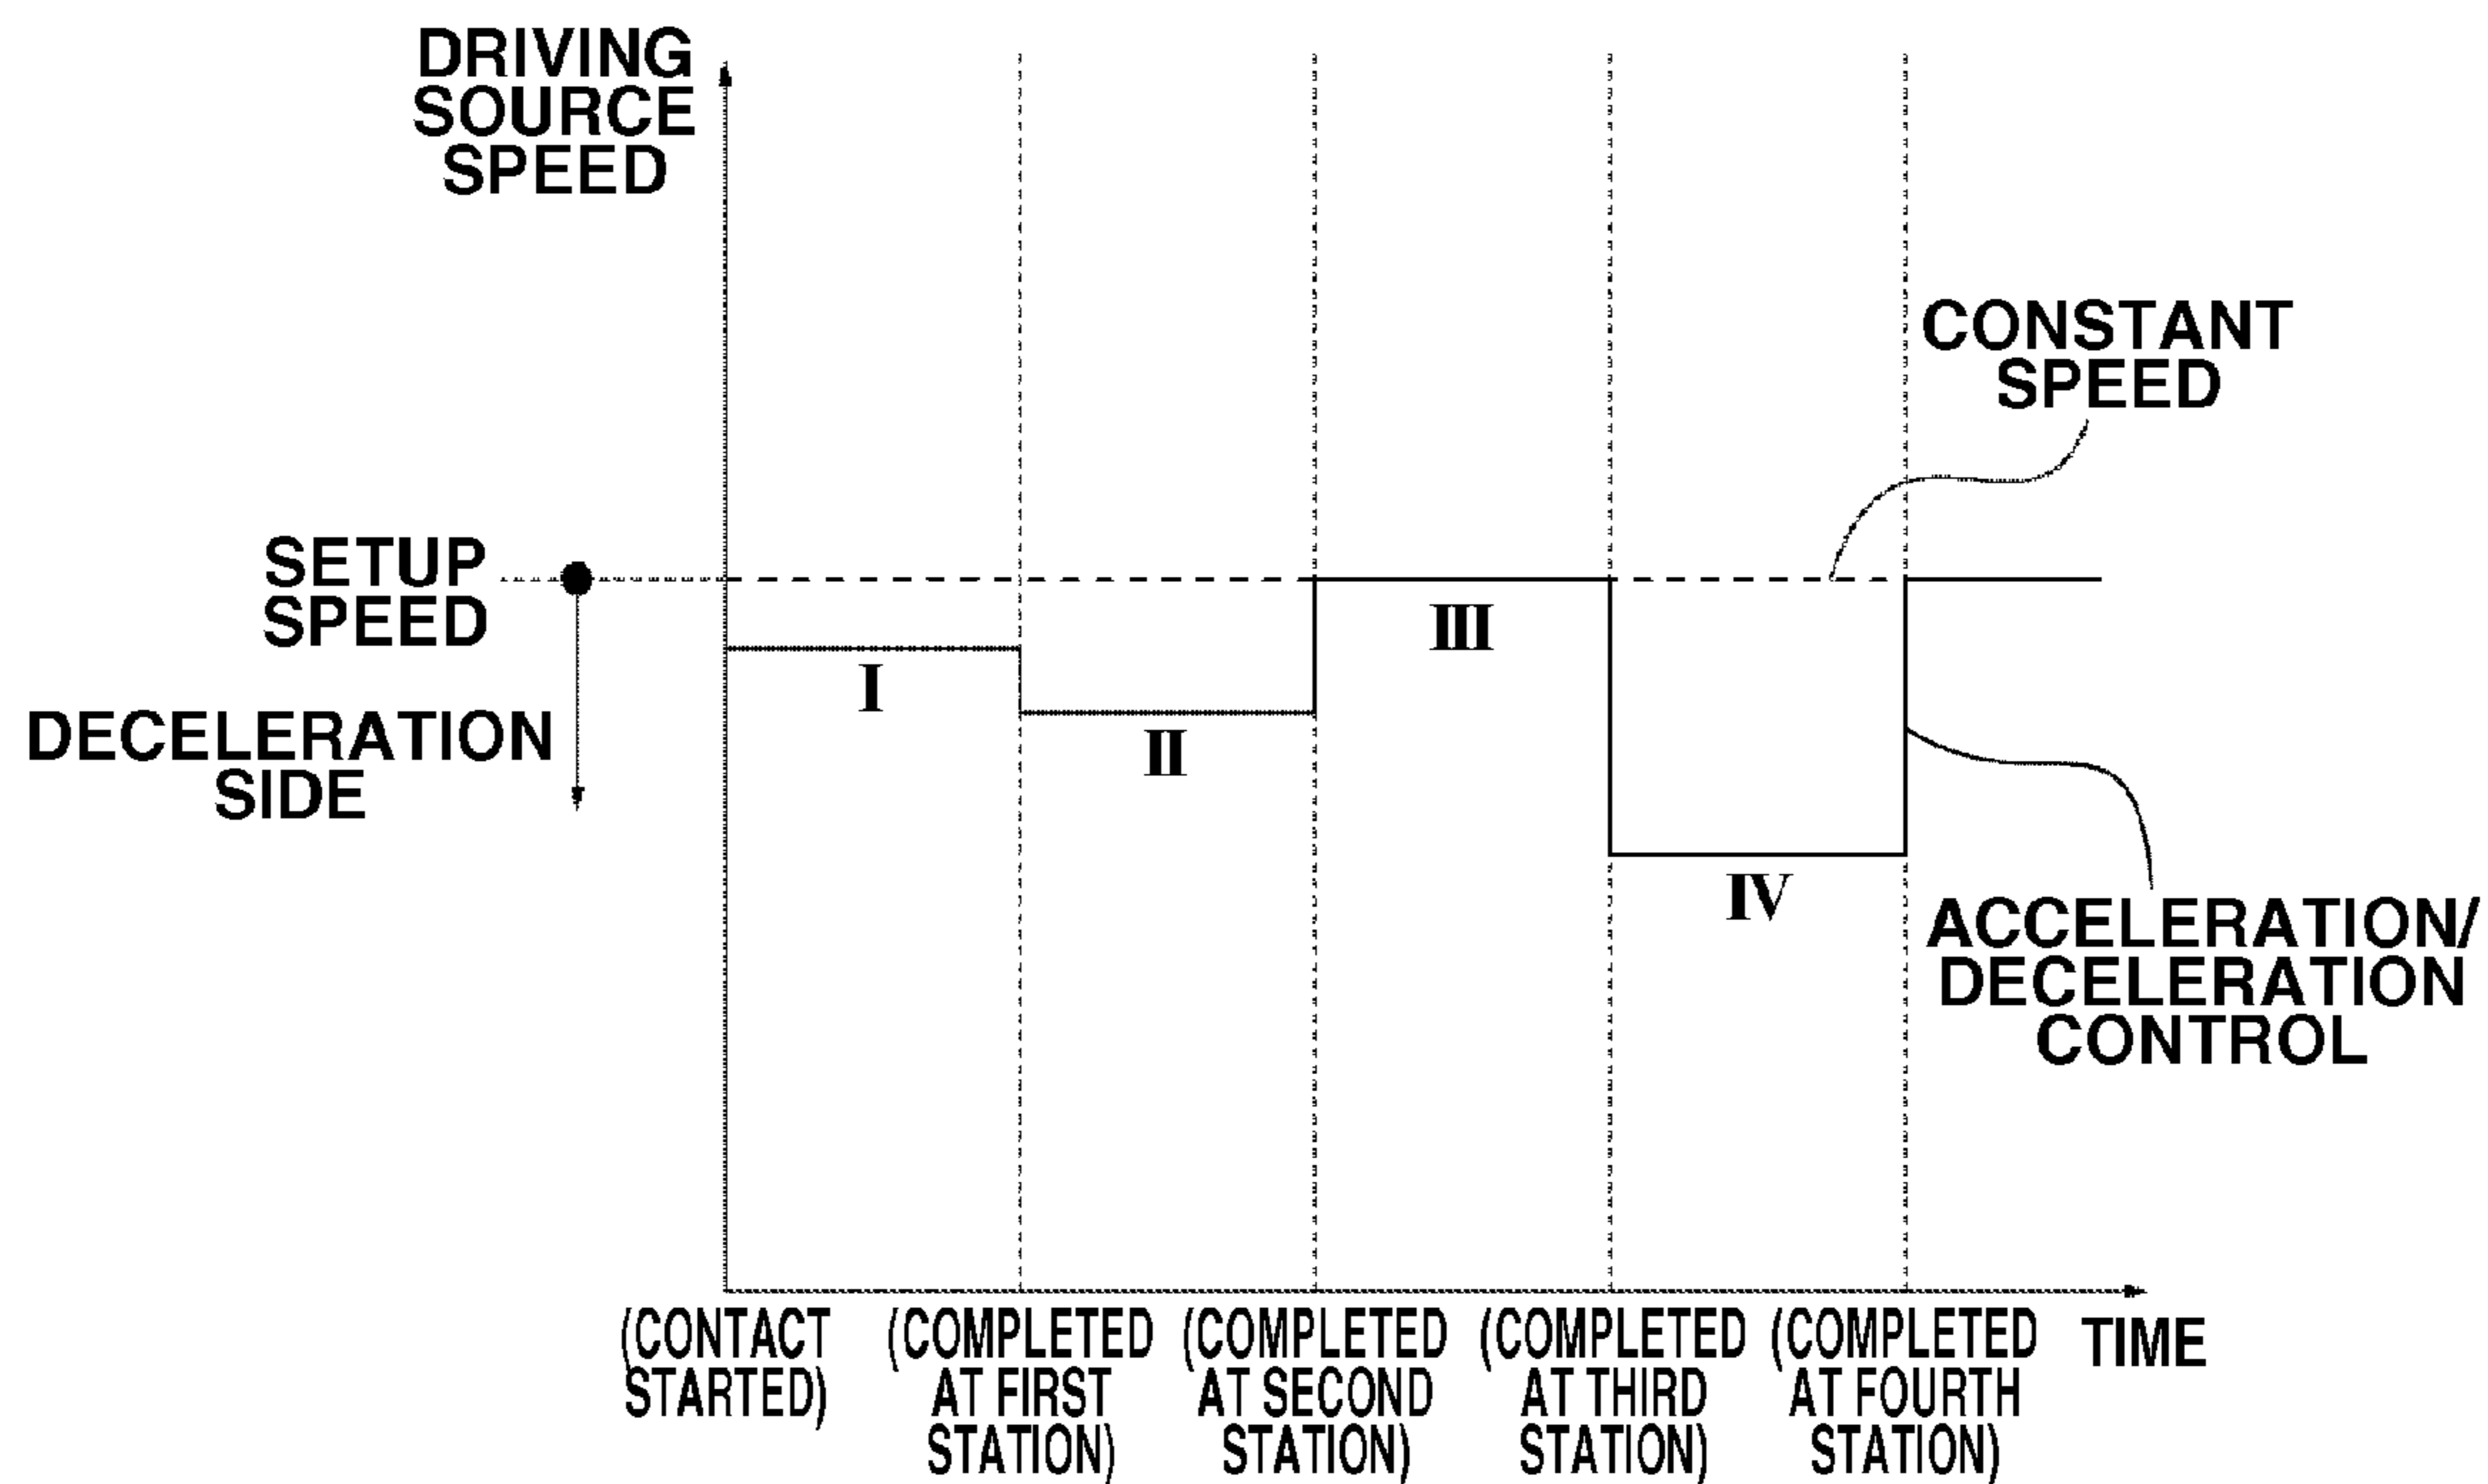 DRIVING
SOURCE
SPEED
CONSTANT
SPEED
SETUP
SPEED
DECELERATION
SIDE
I
II
III
IV
ACCELERATION/
DECELERATION
CONTROL
(CONTACT
STARTED)
(COMPLETED
AT FIRST
STATION)
(COMPLETED
AT SECOND
STATION)
(COMPLETED
AT THIRD
STATION)
(COMPLETED
AT FOURTH
STATION)
TIME